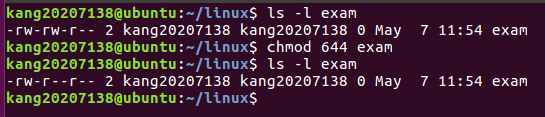 kang20207138@ubuntu:~/linux$ ls -l exam
-rw-rw-r-- 2 kang20207138 kang20207138 0 May  7 11:54 exam
kang20207138@ubuntu:~/linux$ chmod 644 exam
kang20207138@ubuntu:~/linux$ ls -l exam
-rw-r--r-- 2 kang20207138 kang20207138 0 May  7 11:54 exam
kang20207138@ubuntu:~/linux$